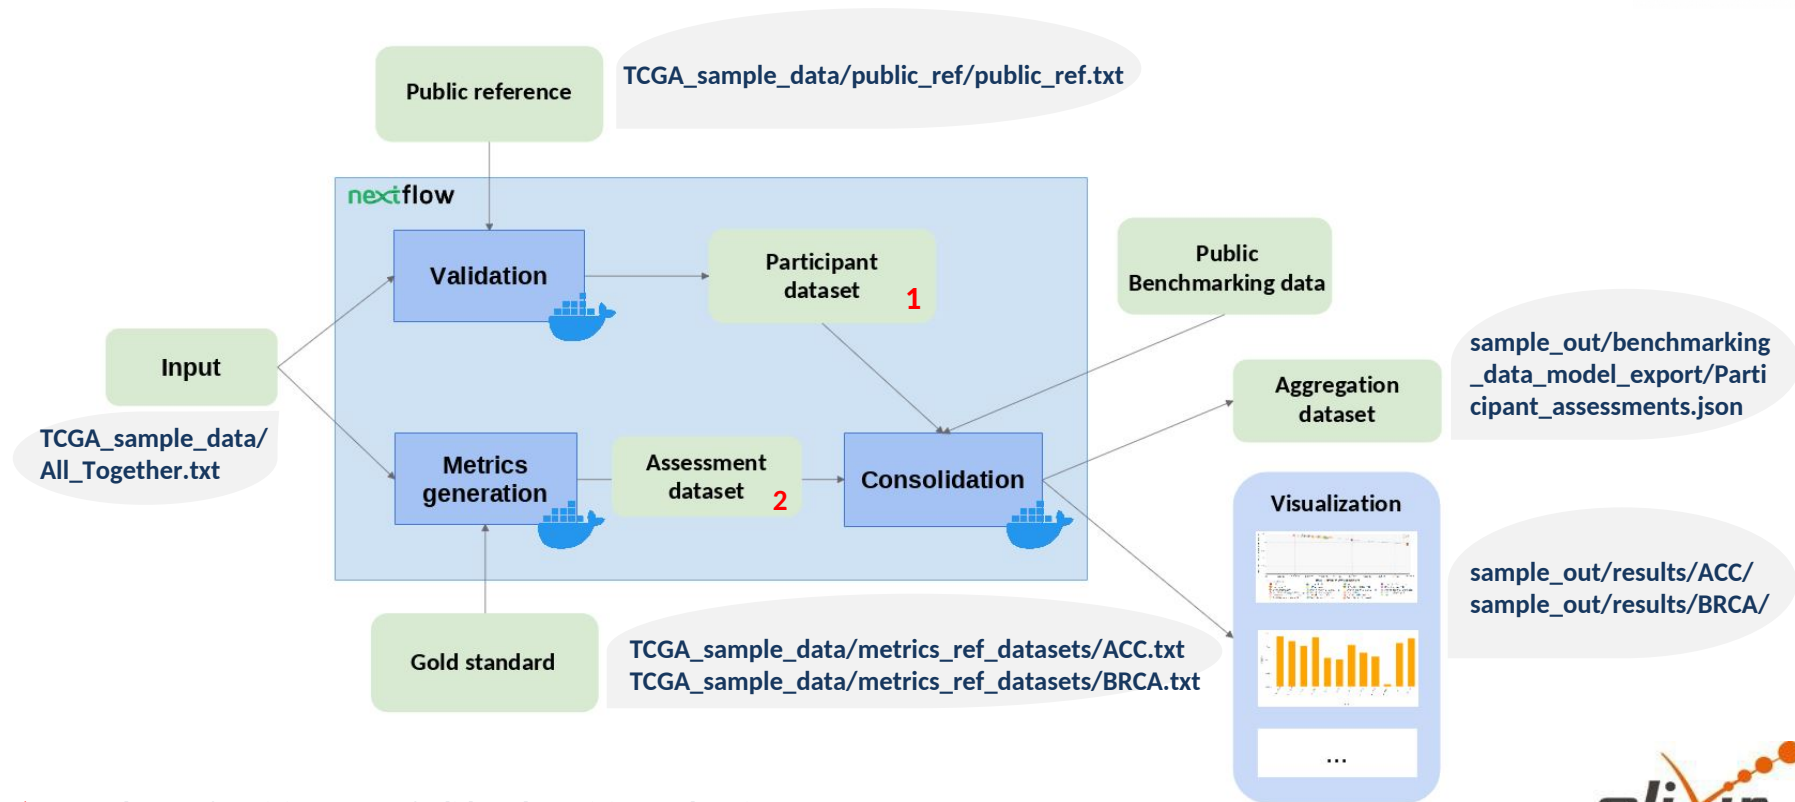 Public reference
TCGA_sample_data/public_ref/public_ref.txt
nextflow
Validation
Participant
dataset
1
Public
Benchmarking data
Input
TCGA_sample_data/
All_Together.txt
Metrics
generation
Assessment
dataset
2
Consolidation
Aggregation
dataset
sample_out/benchmarking
_data_model_export/Parti
cipant_assessments.json
Visualization
...
sample_out/results/ACC/
sample_out/results/BRCA/
Gold standard
TCGA_sample_data/metrics_ref_datasets/ACC.txt
TCGA_sample_data/metrics_ref_datasets/BRCA.txt